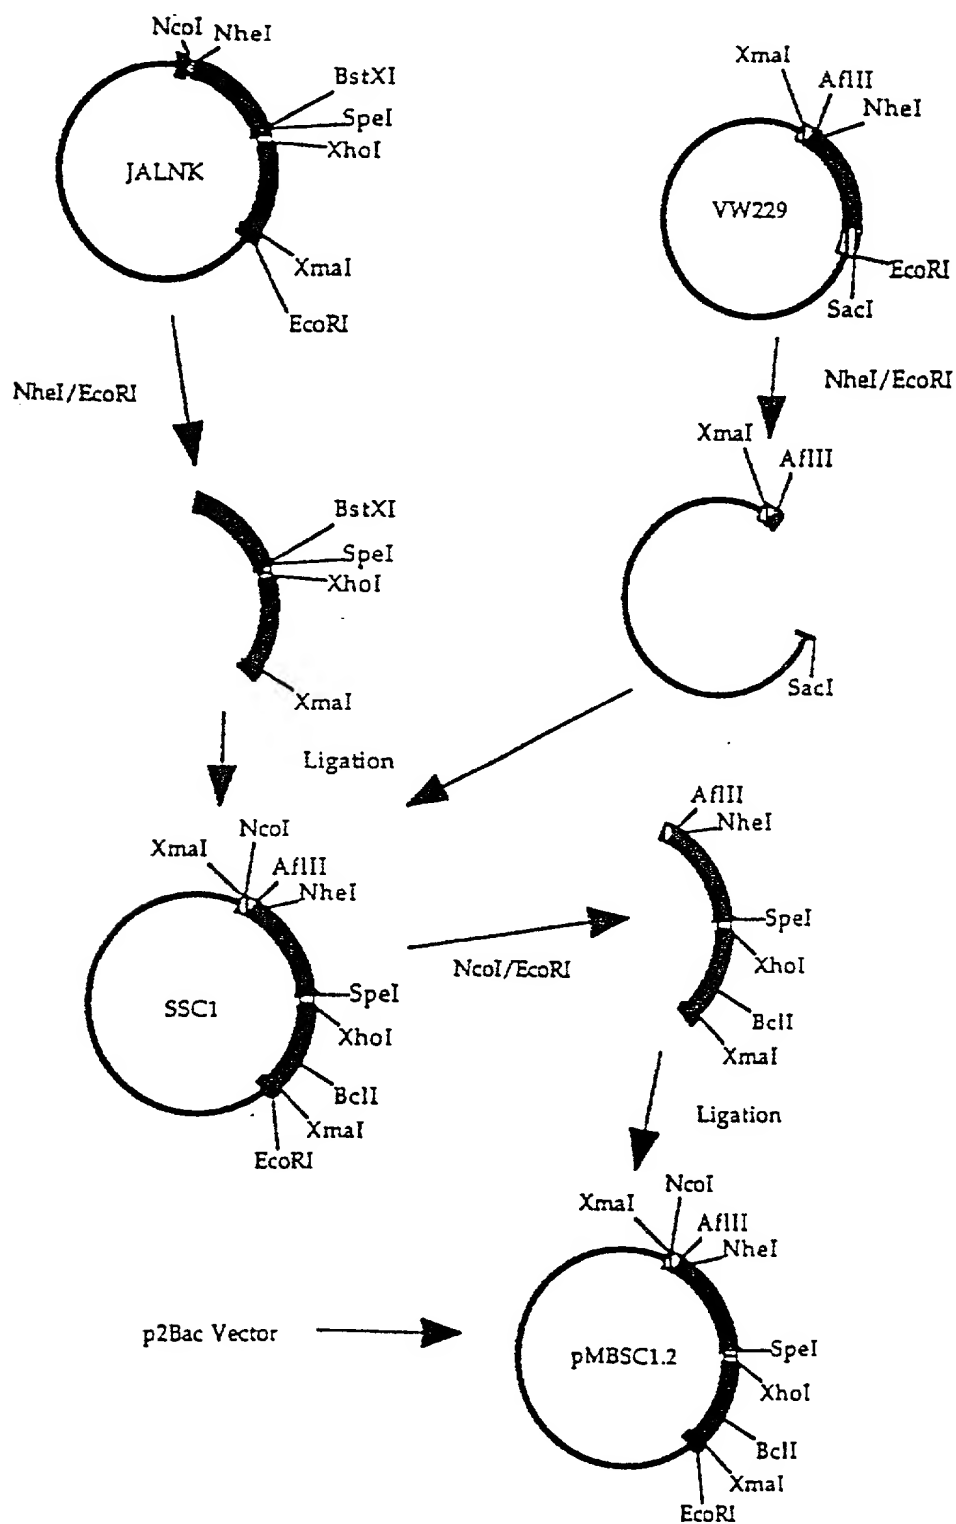 NcoI
NheI
BstXI
SpeI
XhoI
JALNK
XmaI
EcoRI
XmaI
AflII
NheI
VW229
EcoRI
SacI
NheI/EcoRI
NheI/EcoRI
BstXI
SpeI
XhoI
XmaI
XmaI
AflII
SacI
Ligation
NcoI
XmaI
AflII
NheI
SSC1
SpeI
XhoI
BclI
XmaI
EcoRI
NcoI/EcoRI
AflII
NheI
SpeI
XhoI
BclI
XmaI
Ligation
NcoI
XmaI
AflII
NheI
p2Bac Vector
pMBSC1.2
SpeI
XhoI
BclI
XmaI
EcoRI